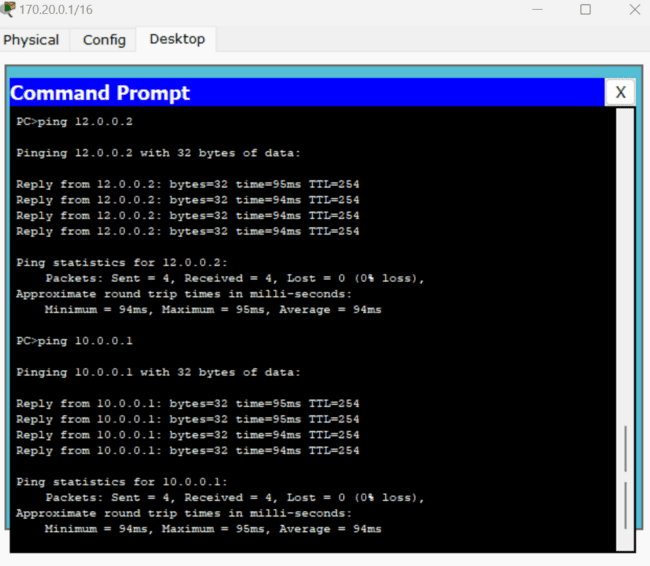 170.20.0.1/16
Physical Config Desktop
Command Prompt
X
PC>ping 12.0.0.2
Pinging 12.0.0.2 with 32 bytes of data:
Reply from 12.0.0.2: bytes=32 time=95ms TTL=254
Reply from 12.0.0.2: bytes=32 time=94ms TTL=254
Reply from 12.0.0.2: bytes=32 time=94ms TTL=254
Reply from 12.0.0.2: bytes=32 time=94ms TTL=254
Ping statistics for 12.0.0.2:
Packets: Sent = 4, Received = 4, Lost = 0 (0% loss),
Approximate round trip times in milli-seconds:
Minimum = 94ms, Maximum = 95ms, Average = 94ms
PC>ping 10.0.0.1
Pinging 10.0.0.1 with 32 bytes of data:
Reply from 10.0.0.1: bytes=32 time=95ms TTL=254
Reply from 10.0.0.1: bytes=32 time=95ms TTL=254
Reply from 10.0.0.1: bytes=32 time=94ms TTL=254
Reply from 10.0.0.1: bytes=32 time=94ms TTL=254
Ping statistics for 10.0.0.1:
Packets: Sent = 4, Received = 4, Lost = 0 (0% loss),
Approximate round trip times in milli-seconds:
Minimum = 94ms, Maximum = 95ms, Average = 94ms